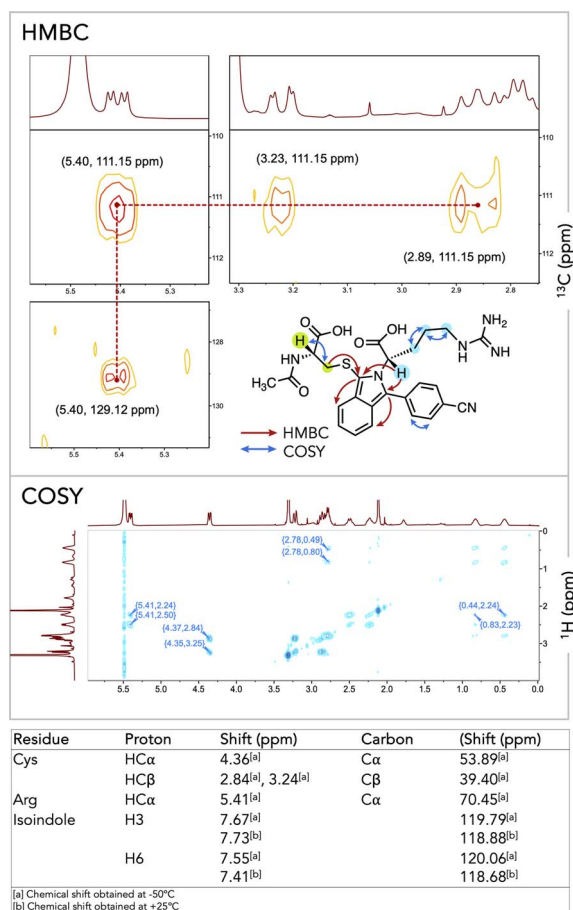 HMBC
(5.40, 111.15 ppm)
(3.23, 111.15 ppm)
(2.89, 111.15 ppm)
110
111
112
110
111
112
5.5 5.4 5.3
3.3 3.2 3.1 3.0 2.9 2.8
¹³C (ppm)
(5.40, 129.12 ppm)
130
5.5 5.4 5.3
O
OH
H
HN
S
H₃C
O
O
HO
H
N
N
H
NH₂
NH
CN
HMBC
COSY
COSY
{2.78,0.49}
{2.78,0.80}
{5.41,2.24}
{5.41,2.50}
{4.37,2.84}
{4.35,3.25}
{0.44,2.24}
{0.83,2.23}
0
1
2
3
¹H (ppm)
5.5 5.0 4.5 4.0 3.5 3.0 2.5 2.0 1.5 1.0 0.5 0.0
Residue Proton Shift (ppm) Carbon (Shift (ppm)
Cys HCα 4.36[a] Cα 53.89[a]
HCβ 2.84[a], 3.24[a] Cβ 39.40[a]
Arg HCα 5.41[a] Cα 70.45[a]
Isoindole H3 7.67[a] 119.79[a]
7.73[b] 118.88[b]
H6 7.55[a] 120.06[a]
7.41[b] 118.68[b]
[a] Chemical shift obtained at -50°C
[b] Chemical shift obtained at +25°C